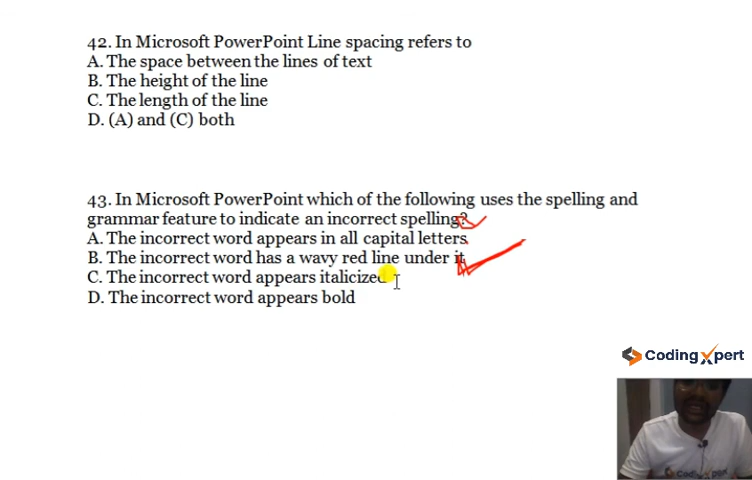 42. In Microsoft PowerPoint Line spacing refers to
A. The space between the lines of text
B. The height of the line
C. The length of the line
D. (A) and (C) both
43. In Microsoft PowerPoint which of the following uses the spelling and
grammar feature to indicate an incorrect spelling?
A. The incorrect word appears in all capital letters.
B. The incorrect word has a wavy red line under it.
C. The incorrect word appears italicized
D. The incorrect word appears bold
Coding Xpert
Coding Xpert